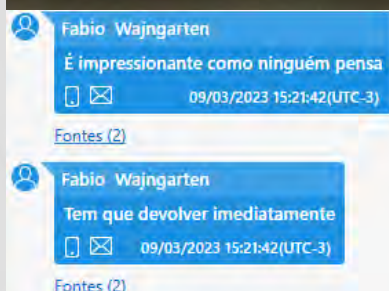 Fabio Wajngarten
É impressionante como ninguém pensa
09/03/2023 15:21:42(UTC-3)
Fontes (2)
Fabio Wajngarten
Tem que devolver imediatamente
09/03/2023 15:21:42(UTC-3)
Fontes (2)